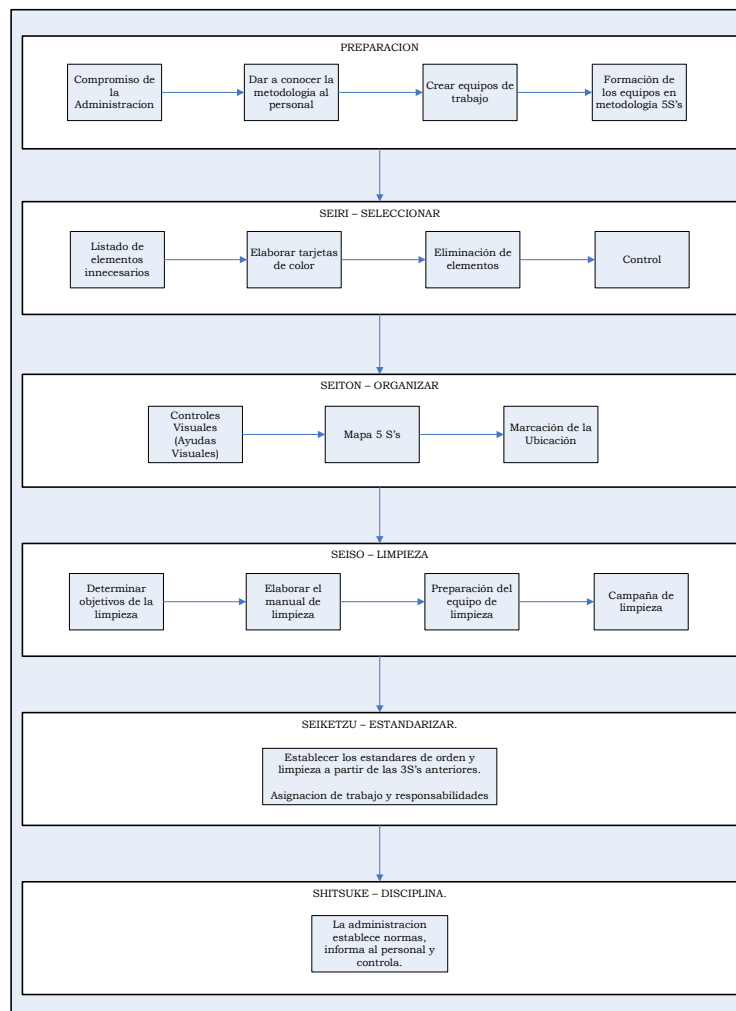 PREPARACION
Compromiso de
la
Administracion
Dar a conocer la
metodologia al
personal
Crear equipos de
trabajo
Formación de
los equipos en
metodologia 5S's
SEIRI – SELECCIONAR
Listado de
elementos
innecesarios
Elaborar tarjetas
de color
Eliminación de
elementos
Control
SEITON – ORGANIZAR
Controles
Visuales
(Ayudas
Visuales)
Mapa 5 S's
Marcación de la
Ubicación
SEISO – LIMPIEZA
Determinar
objetivos de la
limpieza
Elaborar el
manual de
limpieza
Preparación del
equipo de
limpieza
Campaña de
limpieza
SEIKETZU – ESTANDARIZAR.
Establecer los estandares de orden y
limpieza a partir de las 3S's anteriores.
Asignacion de trabajo y responsabilidades
SHITSUKE – DISCIPLINA.
La administracion
establece normas,
informa al personal y
controla.